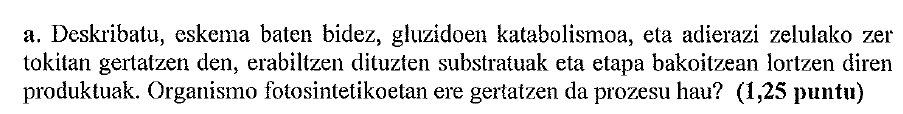 a. Deskribatu, eskema baten bidez, gluzidoen katabolismoa, eta adierazi zelulako zer
tokitan gertatzen den, erabiltzen dituzten substratuak eta etapa bakoitzean lortzen diren
produktuak. Organismo fotosintetikoetan ere gertatzen da prozesu hau? (1,25 puntu)